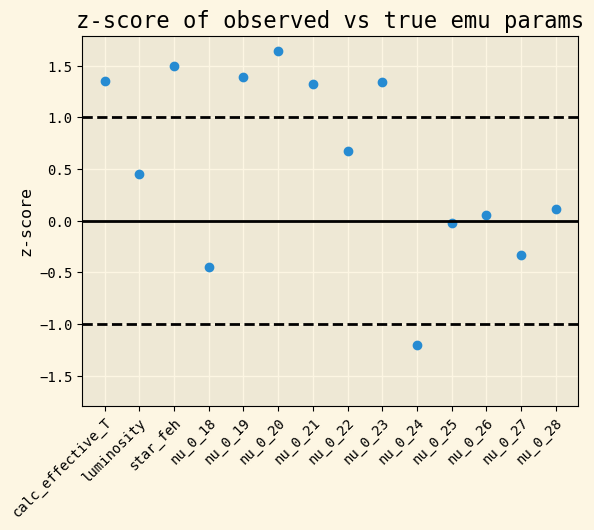 z-score of observed vs true emu params
z-score
1.5
1.0
0.5
0.0
−0.5
−1.0
−1.5
calc_effective_T
luminosity
star_feh
nu_0_18
nu_0_19
nu_0_20
nu_0_21
nu_0_22
nu_0_23
nu_0_24
nu_0_25
nu_0_26
nu_0_27
nu_0_28